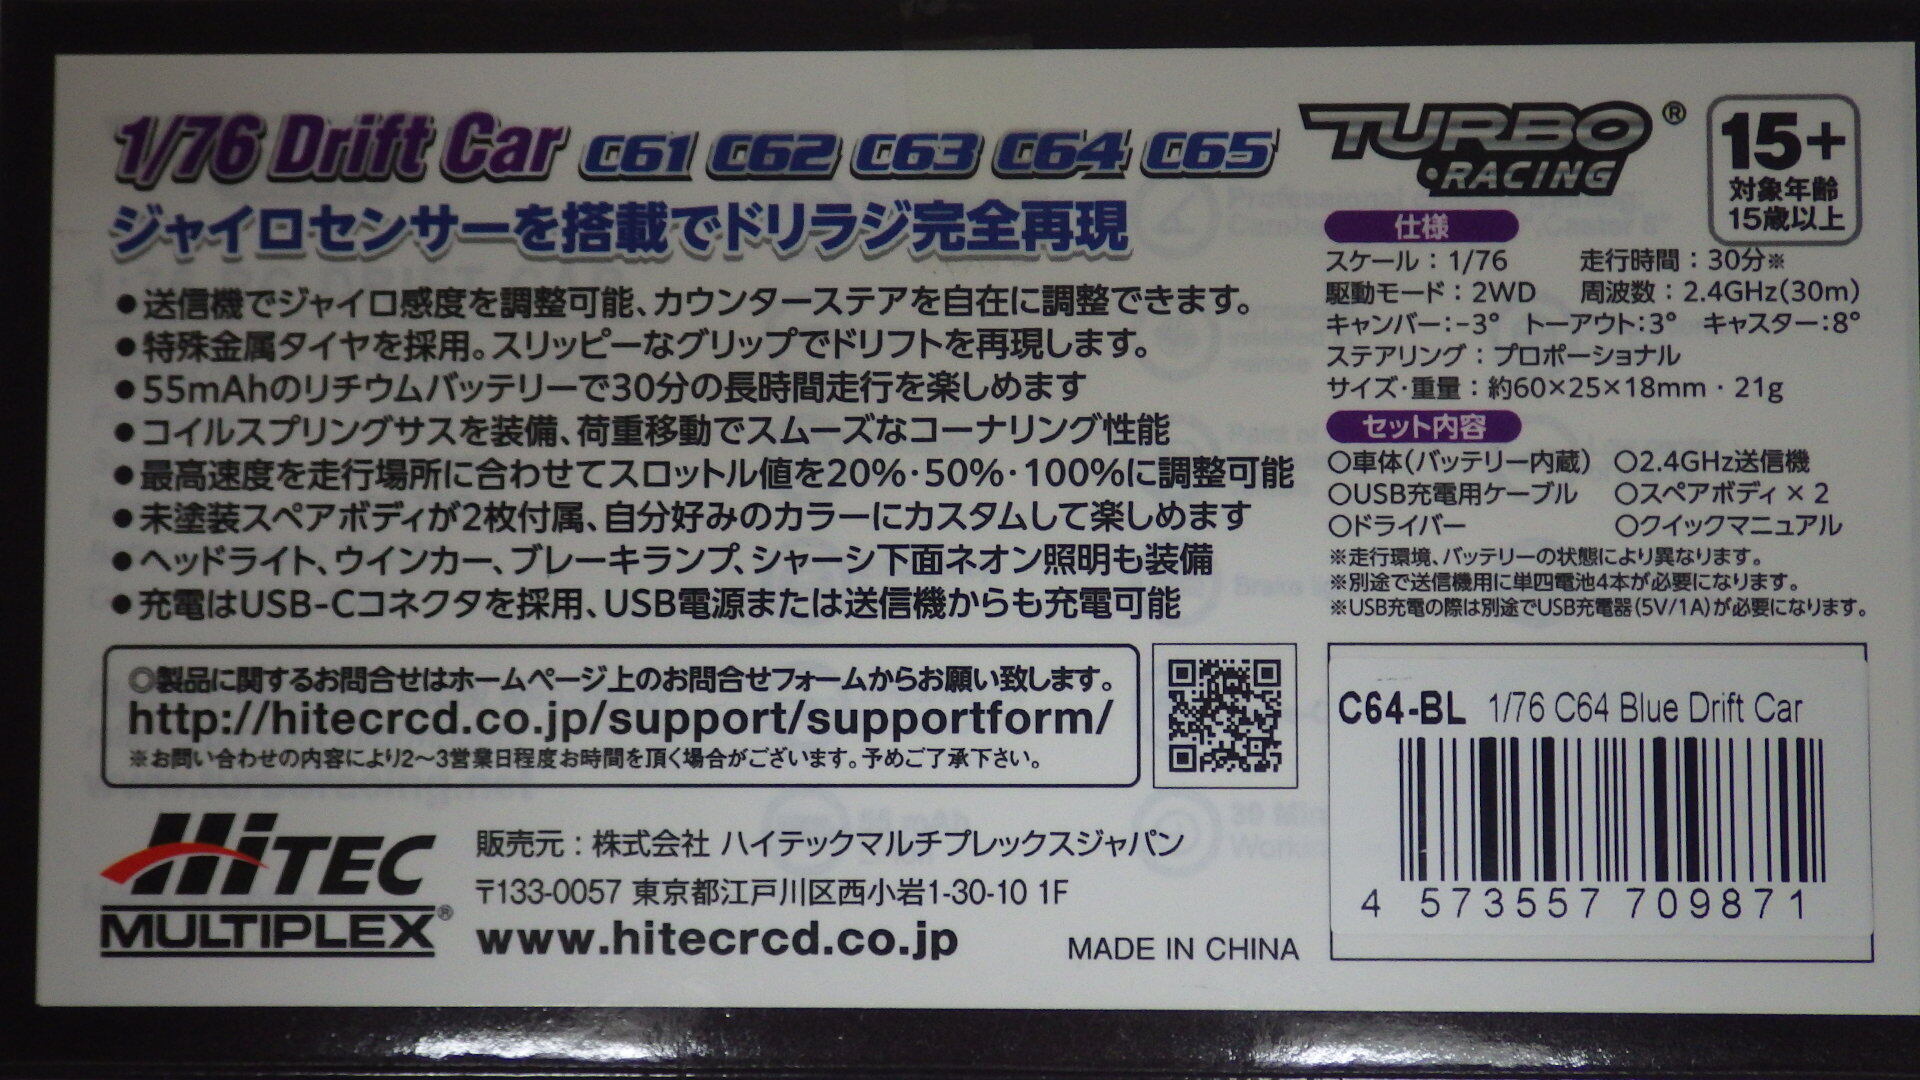 1/76 Drift Car C61 C62 C63 C64 C65
ジャイロセンサーを搭載でドリラジ完全再現
●送信機でジャイロ感度を調整可能、カウンターステアを自在に調整できます。
●特殊金属タイヤを採用。スリッピーなグリップでドリフトを再現します。
●55mAhのリチウムバッテリーで30分の長時間走行を楽しめます
●コイルスプリングサスを装備、荷重移動でスムーズなコーナリング性能
●最高速度を走行場所に合わせてスロットル値を20%・50%・100%に調整可能
●未塗装スペアボディが2枚付属、自分好みのカラーにカスタムして楽しめます
●ヘッドライト、ウインカー、ブレーキランプ、シャーシ下面ネオン照明も装備
●充電はUSB-Cコネクタを採用、USB電源または送信機からも充電可能
◎製品に関するお問合せはホームページ上のお問合せフォームからお願い致します。
http://hitecrcd.co.jp/support/supportform/
※お問い合わせの内容により2〜3営業日程度お時間を頂く場合がございます。予めご了承下さい。
HiTEC
MULTIPLEX®
販売元：株式会社 ハイテックマルチプレックスジャパン
〒133-0057 東京都江戸川区西小岩1-30-10 1F
www.hitecrcd.co.jp
MADE IN CHINA
TURBO ®
・RACING
15+
対象年齢
15歳以上
仕様
スケール：1/76 走行時間：30分※
駆動モード：2WD 周波数：2.4GHz(30m)
キャンバー：-3° トーアウト：3° キャスター：8°
ステアリング：プロポーショナル
サイズ・重量：約60×25×18mm・21g
セット内容
○車体(バッテリー内蔵) ○2.4GHz送信機
○USB充電用ケーブル ○スペアボディ×2
○ドライバー ○クイックマニュアル
※走行環境、バッテリーの状態により異なります。
※別途で送信機用に単四電池4本が必要になります。
※USB充電の際は別途でUSB充電器(5V/1A)が必要になります。
C64-BL 1/76 C64 Blue Drift Car
4 573557 709871